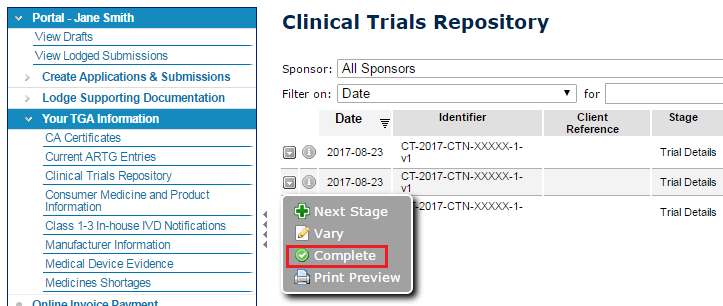 Portal - Jane Smith
View Drafts
View Lodged Submissions
Create Applications & Submissions
Lodge Supporting Documentation
Your TGA Information
CA Certificates
Current ARTG Entries
Clinical Trials Repository
Consumer Medicine and Product
Information
Class 1-3 In-house IVD Notifications
Manufacturer Information
Medical Device Evidence
Medicines Shortages
Online Invoice Payment
Clinical Trials Repository
Sponsor: All Sponsors
Filter on: Date for
Date Identifier Client Reference Stage
2017-08-23 CT-2017-CTN-XXXXX-1-v1 Trial Details
2017-08-23 CT-2017-CTN-XXXXX-1-v1 Trial Details
CT-2017-CTN-XXXXX-1- Trial Details
Next Stage
Vary
Complete
Print Preview